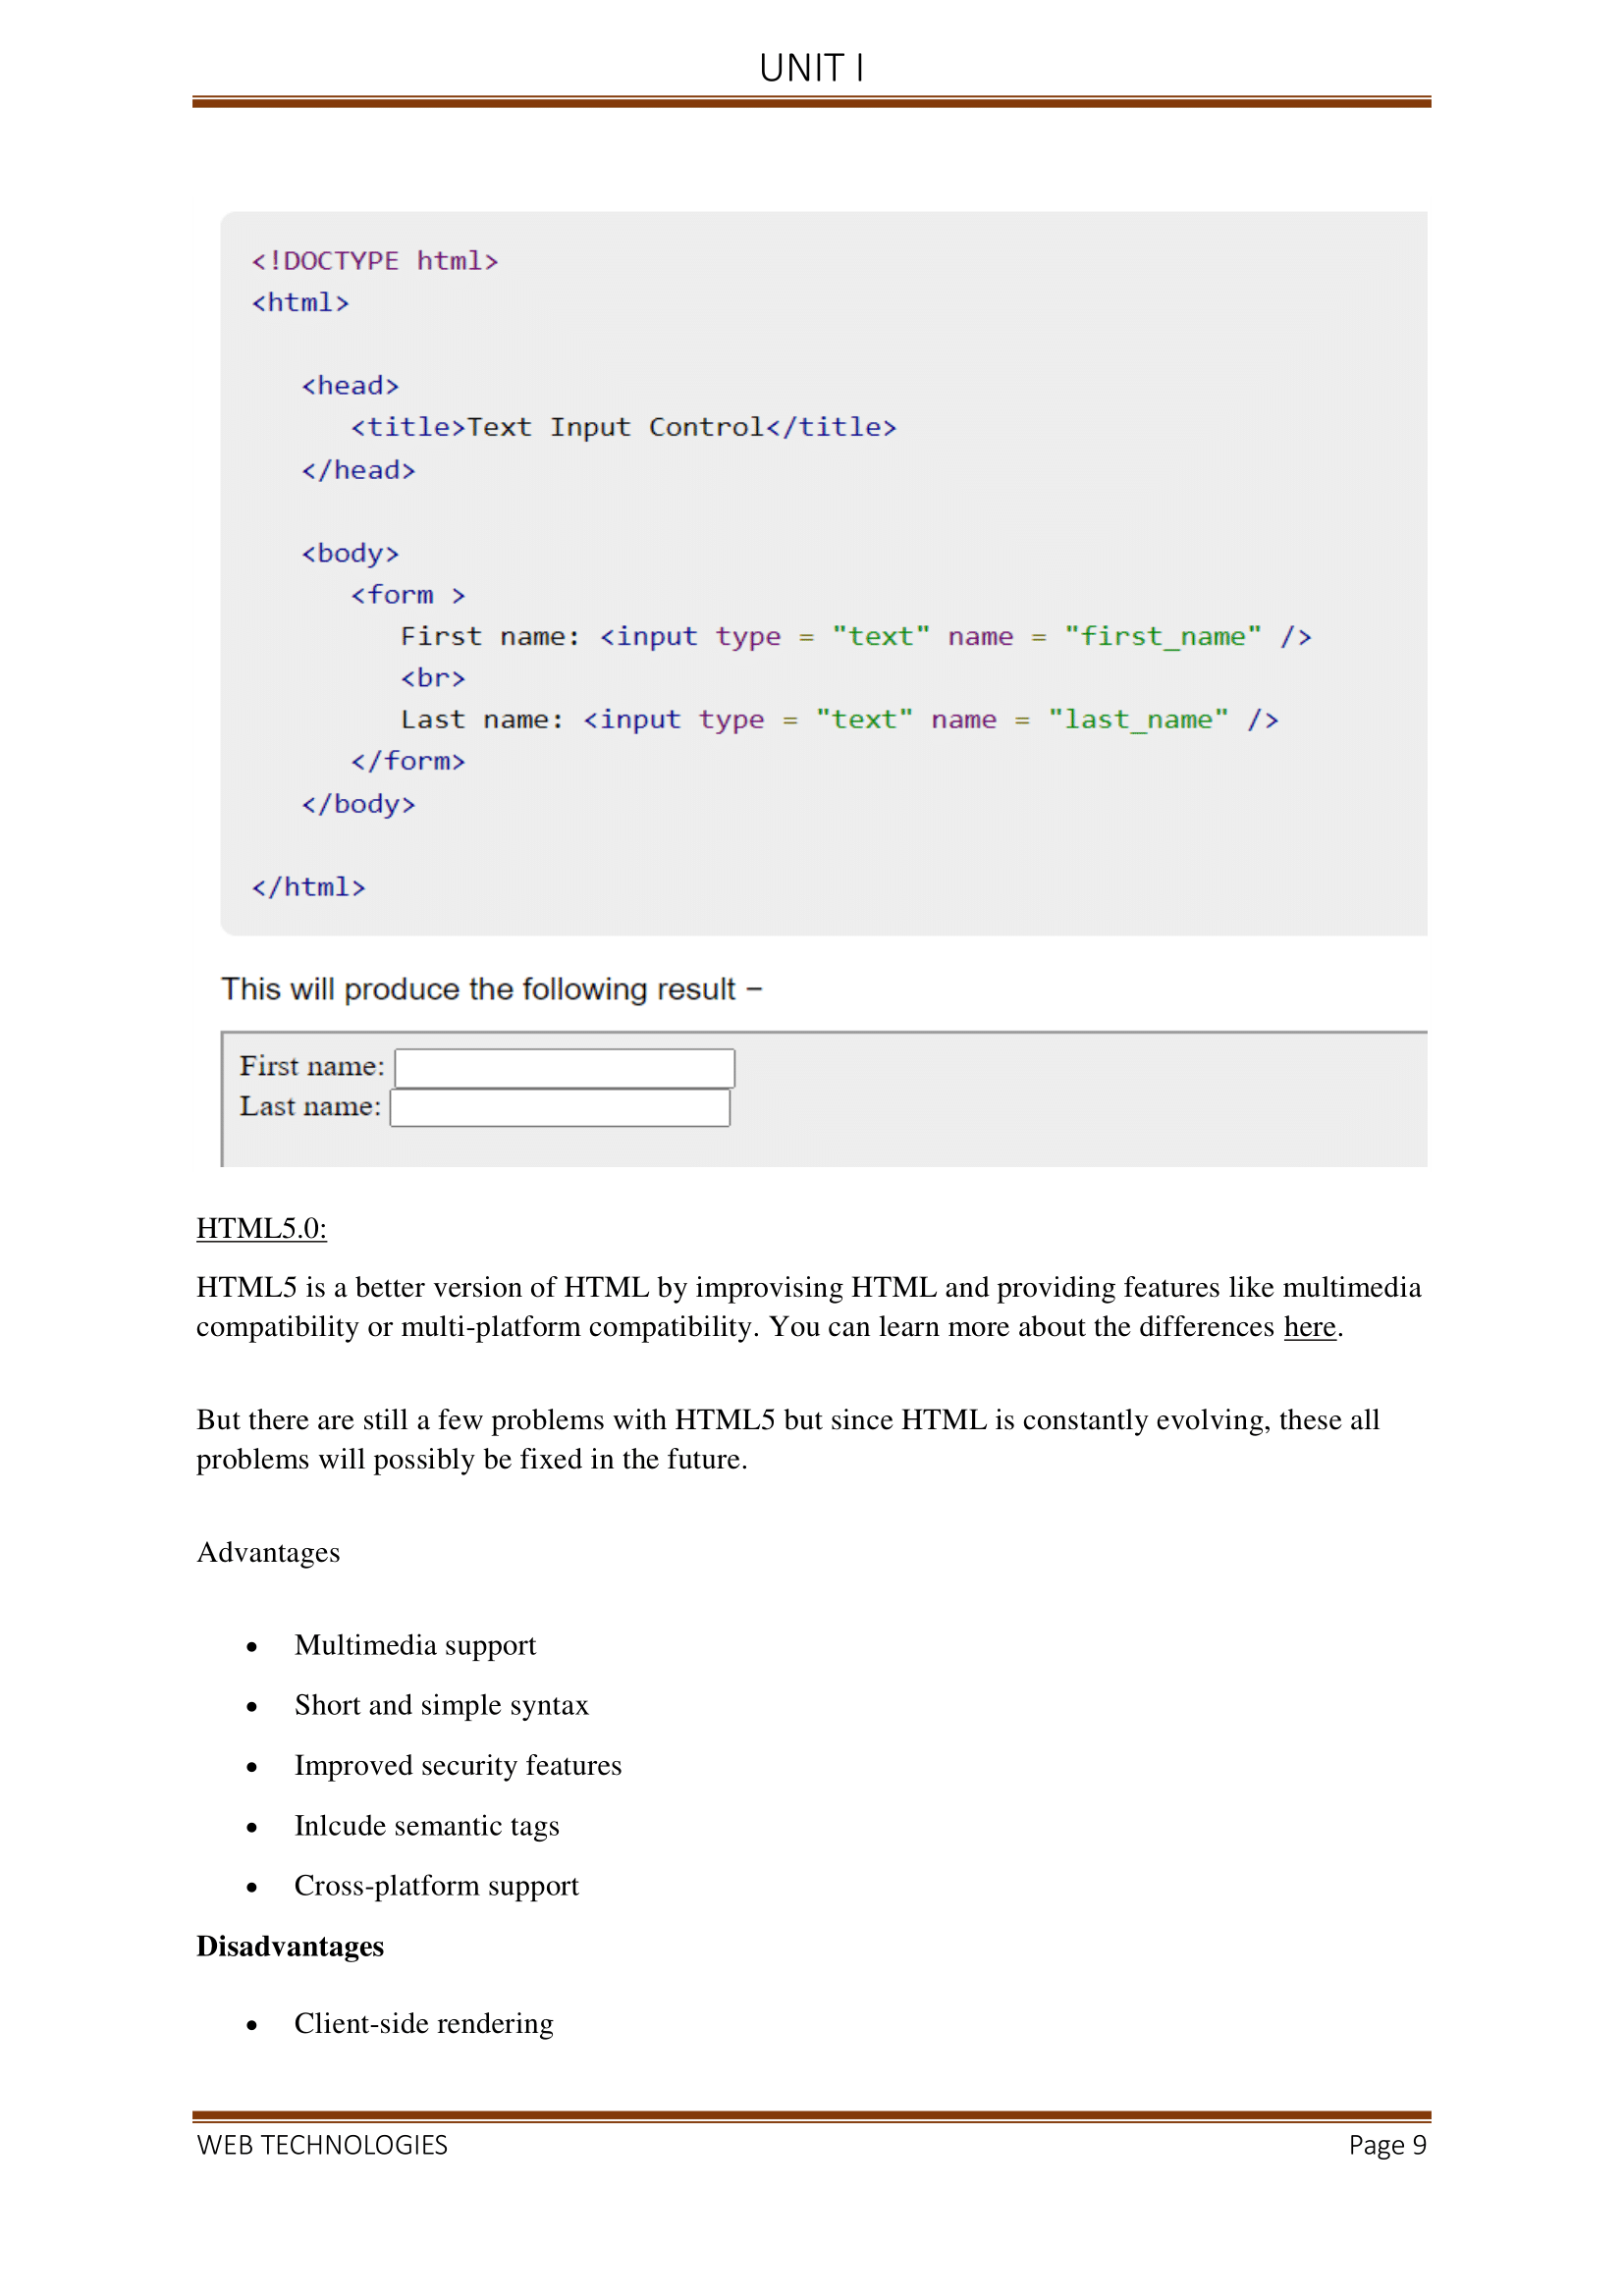 UNIT I
<!DOCTYPE html>
<html>
<head>
<title>Text Input Control</title>
</head>
<body>
<form >
First name: <input type = "text" name = "first_name" />
<br>
Last name: <input type = "text" name = "last_name" />
</form>
</body>
</html>
This will produce the following result −
First name:
Last name:
HTML5.0:
HTML5 is a better version of HTML by improvising HTML and providing features like multimedia
compatibility or multi-platform compatibility. You can learn more about the differences here.
But there are still a few problems with HTML5 but since HTML is constantly evolving, these all
problems will possibly be fixed in the future.
Advantages
• Multimedia support
• Short and simple syntax
• Improved security features
• Inlcude semantic tags
• Cross-platform support
Disadvantages
• Client-side rendering
WEB TECHNOLOGIES Page 9